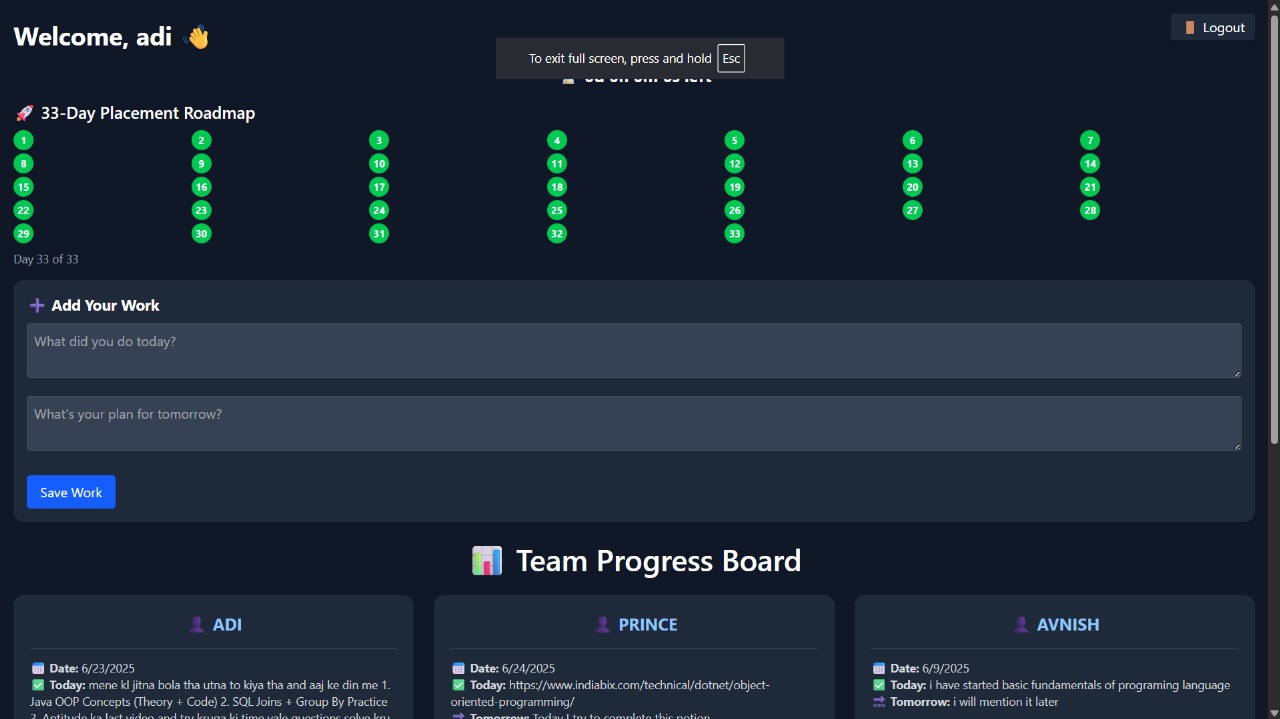 Welcome, adi 👋
Logout
To exit full screen, press and hold Esc
left
🚀 33-Day Placement Roadmap
1 2 3 4 5 6 7
8 9 10 11 12 13 14
15 16 17 18 19 20 21
22 23 24 25 26 27 28
29 30 31 32 33
Day 33 of 33
➕ Add Your Work
What did you do today?
What's your plan for tomorrow?
Save Work
📊 Team Progress Board
👤 ADI
📅 Date: 6/23/2025
✅ Today: mene kl jitna bola tha utna to kiya tha and aaj ke din me 1.
Java OOP Concepts (Theory + Code) 2. SQL Joins + Group By Practice
3. Aptitude ka last video and try kruga ki time vale questions solve kru
👤 PRINCE
📅 Date: 6/24/2025
✅ Today: https://www.indiabix.com/technical/dotnet/object-
oriented-programming/
🔜 Tomorrow: Today I try to complete this notion
👤 AVNISH
📅 Date: 6/9/2025
✅ Today: i have started basic fundamentals of programing language
🔜 Tomorrow: i will mention it later